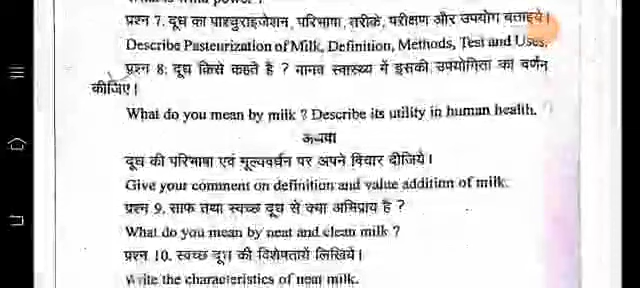 प्रश्न 7. दूध का पाश्चुराइजेशन, परिभाषा, तरीके, परीक्षण और उपयोग बताइये।
Describe Pasteurization of Milk, Definition, Methods, Test and Uses.
प्रश्न 8: दूध किसे कहते है ? मानव स्वास्थ्य में इसकी उपयोगिता का वर्णन
कीजिए।
What do you mean by milk ? Describe its utility in human health.
अथवा
दूध की परिभाषा एवं मूल्यवर्धन पर अपने विचार दीजिये।
Give your comment on definition and value addition of milk.
प्रश्न 9. साफ तथा स्वच्छ दूध से क्या अभिप्राय है ?
What do you mean by neat and clean milk ?
प्रश्न 10. स्वच्छ दूध की विशेषतायें लिखिये।
Write the characteristics of neat milk.